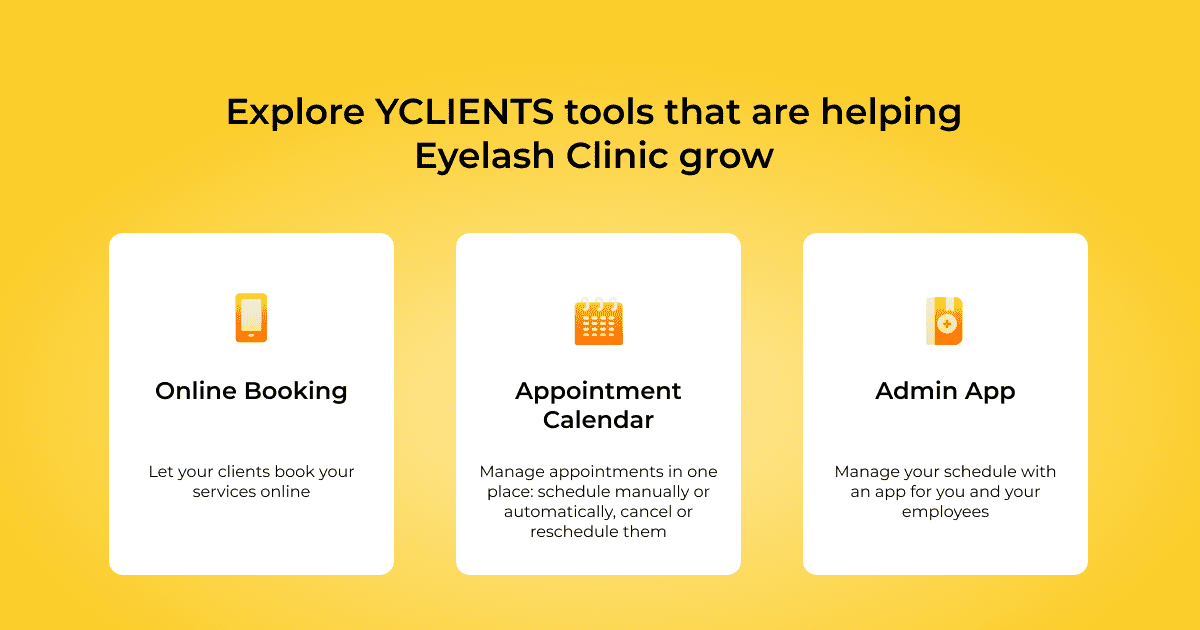 Explore YCLIENTS tools that are helping
Eyelash Clinic grow
Online Booking
Let your clients book your
services online
Appointment
Calendar
Manage appointments in one
place: schedule manually or
automatically, cancel or
reschedule them
Admin App
Manage your schedule with
an app for you and your
employees